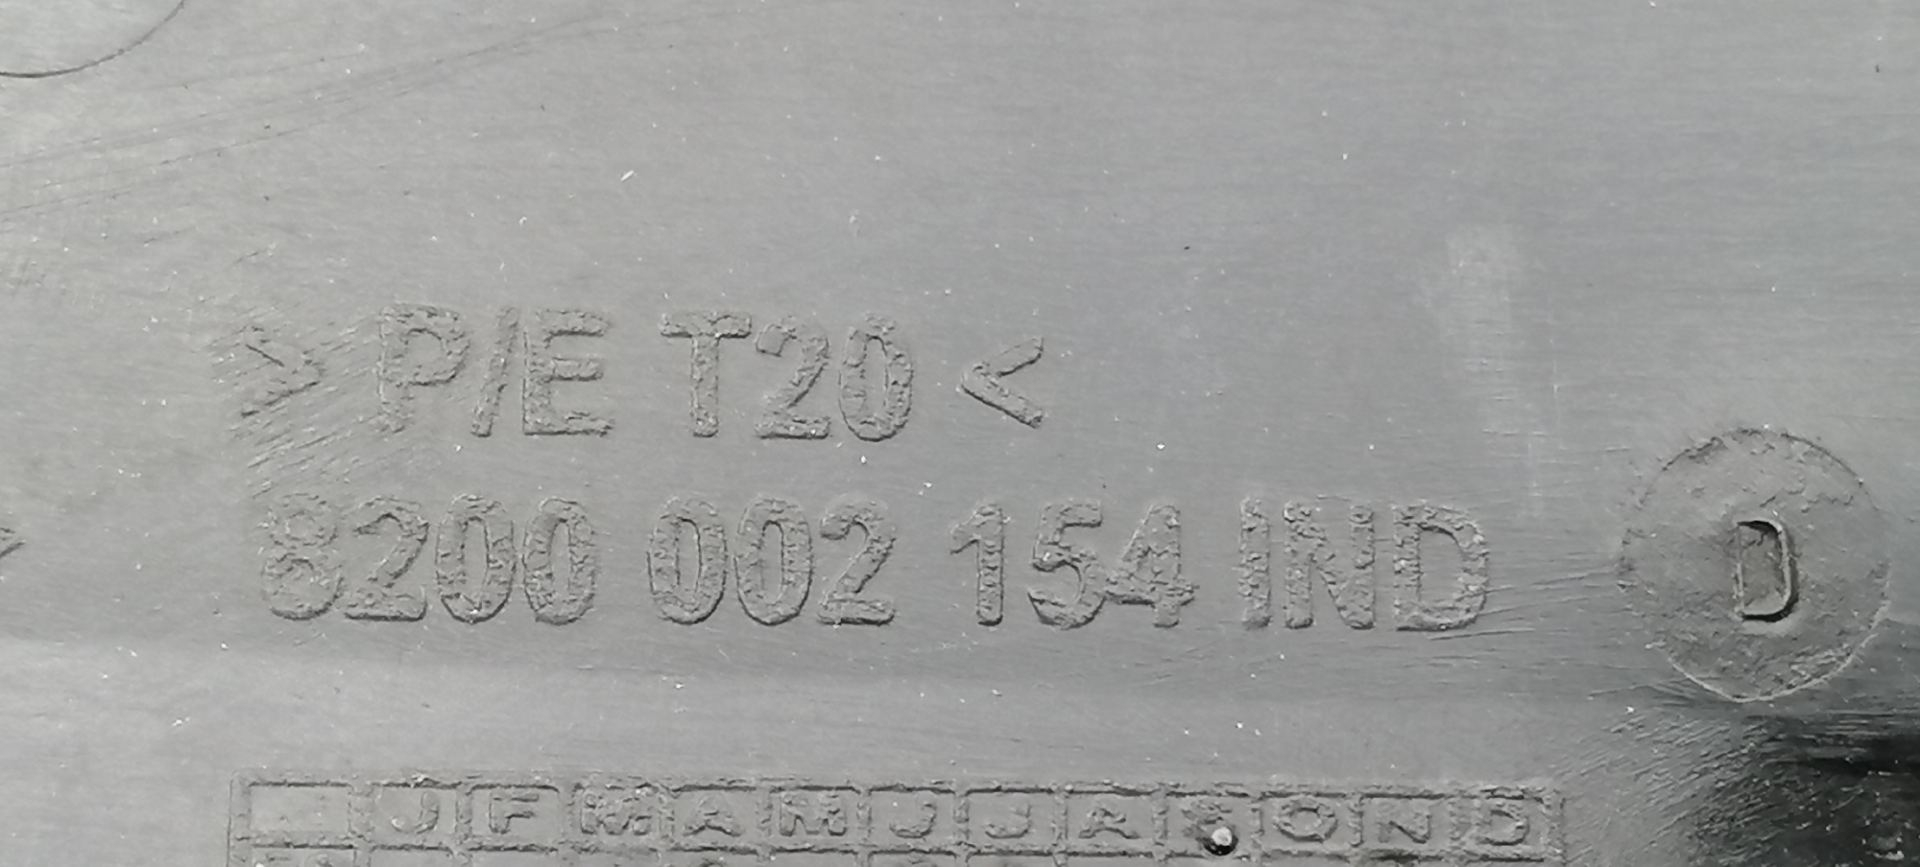 > P/E T20 <
8200 002 154 IND D
J F M A M J J A S O N D